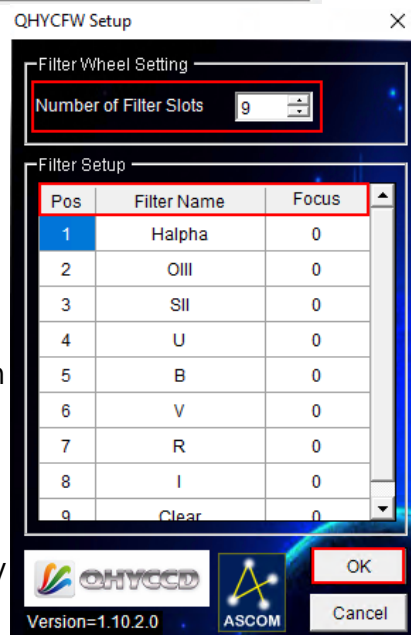 QHYCFW Setup
Filter Wheel Setting
Number of Filter Slots 9
Filter Setup
Pos Filter Name Focus
1 Halpha 0
2 OIII 0
3 SII 0
4 U 0
5 B 0
6 V 0
7 R 0
8 I 0
9 Clear 0
QHYCCD
ASCOM
OK
Version=1.10.2.0
Cancel